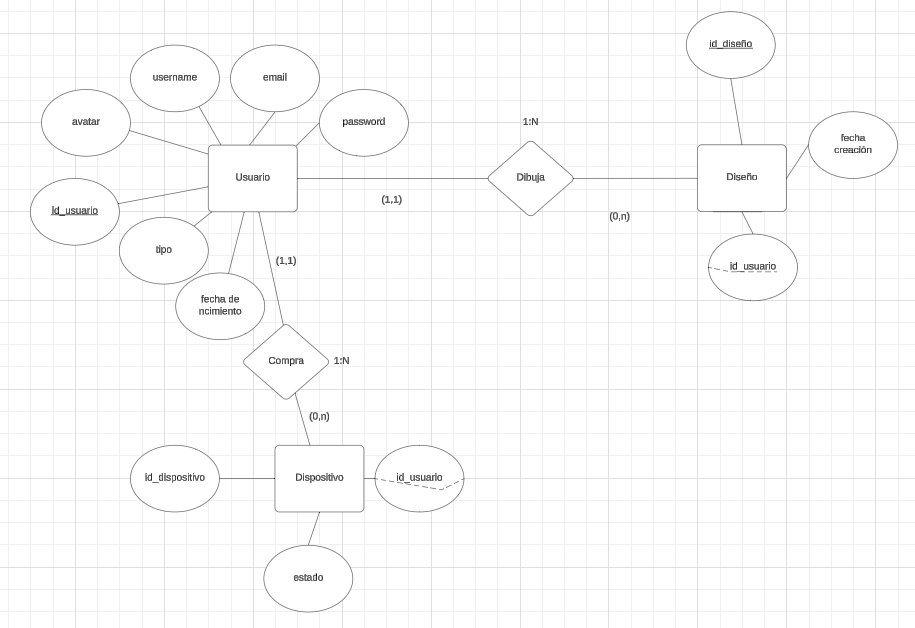 id_diseño
username
email
avatar
password
1:N
fecha
creación
Usuario
Dibuja
Diseño
(1,1)
id_usuario
(0,n)
tipo
(1,1)
id_usuario
fecha de
ncimiento
Compra
1:N
(0,n)
id_dispositivo
Dispositivo
id_usuario
estado